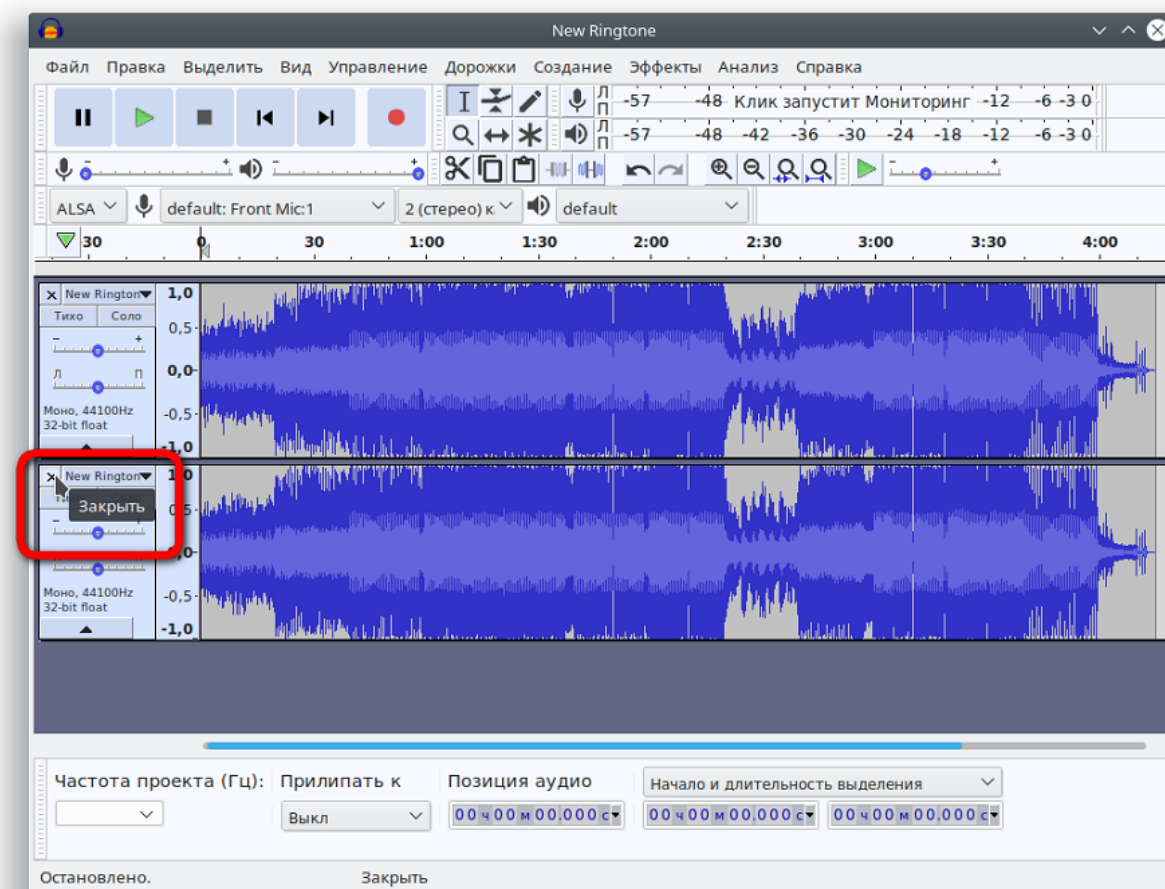 New Ringtone
Файл Правка Выделить Вид Управление Дорожки Создание Эффекты Анализ Справка
Л П -57 -48 Клик запустит Мониторинг -12 -6 -3 0
Л П -57 -48 -42 -36 -30 -24 -18 -12 -6 -3 0
- + - + - +
ALSA default: Front Mic:1 2 (стерео) к default
30 0 30 1:00 1:30 2:00 2:30 3:00 3:30 4:00
New Rington 1,0
Тихо Соло 0,5
- +
Л П 0,0
Моно, 44100Hz -0,5
32-bit float
-1,0
New Rington 1,0
Закрыть 0,5
Моно, 44100Hz -0,5
32-bit float
-1,0
Частота проекта (Гц): Прилипать к Позиция аудио Начало и длительность выделения
Выкл 00 ч 00 м 00.000 с 00 ч 00 м 00.000 с 00 ч 00 м 00.000 с
Остановлено. Закрыть